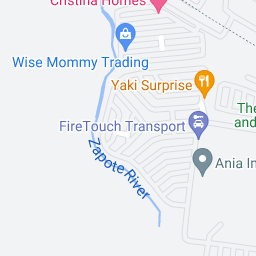 Cristina Homes
Wise Mommy Trading
Yaki Surprise
The
and
FireTouch Transport
Ania In
Zapote River